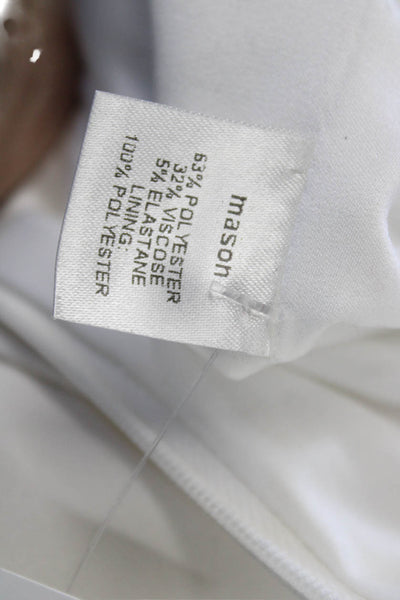 mason
63% POLYESTER
32% VISCOSE
5% ELASTANE
LINING:
100% POLYESTER